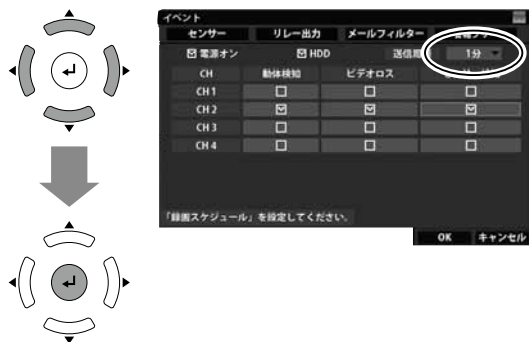 イベント
センサー リレー出力 メールフィルター
電源オン HDD 送信周 1分
CH 動体検知 ビデオロス
CH 1
CH 2
CH 3
CH 4
「録画スケジュール」を設定してください。
OK キャンセル